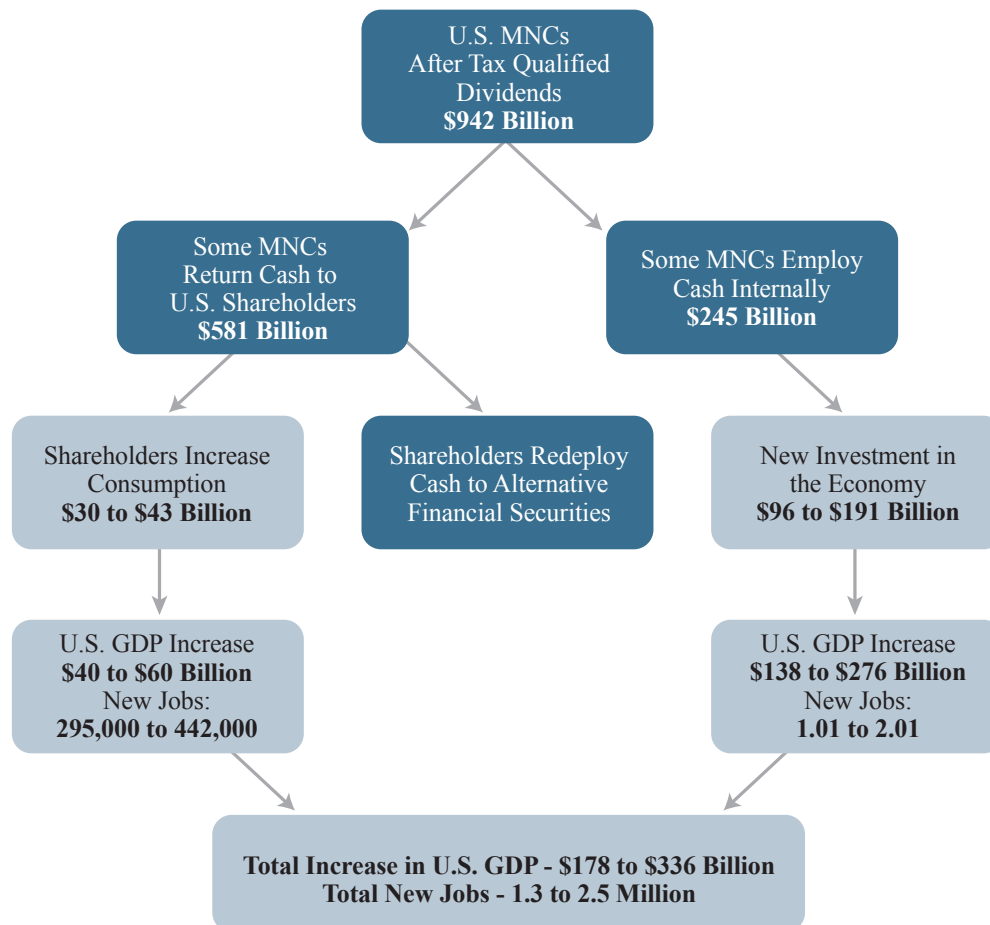 U.S. MNCs
After Tax Qualified
Dividends
$942 Billion
Some MNCs
Return Cash to
U.S. Shareholders
$581 Billion
Some MNCs Employ
Cash Internally
$245 Billion
Shareholders Increase
Consumption
$30 to $43 Billion
Shareholders Redeploy
Cash to Alternative
Financial Securities
New Investment in
the Economy
$96 to $191 Billion
U.S. GDP Increase
$40 to $60 Billion
New Jobs:
295,000 to 442,000
U.S. GDP Increase
$138 to $276 Billion
New Jobs:
1.01 to 2.01
Total Increase in U.S. GDP - $178 to $336 Billion
Total New Jobs - 1.3 to 2.5 Million